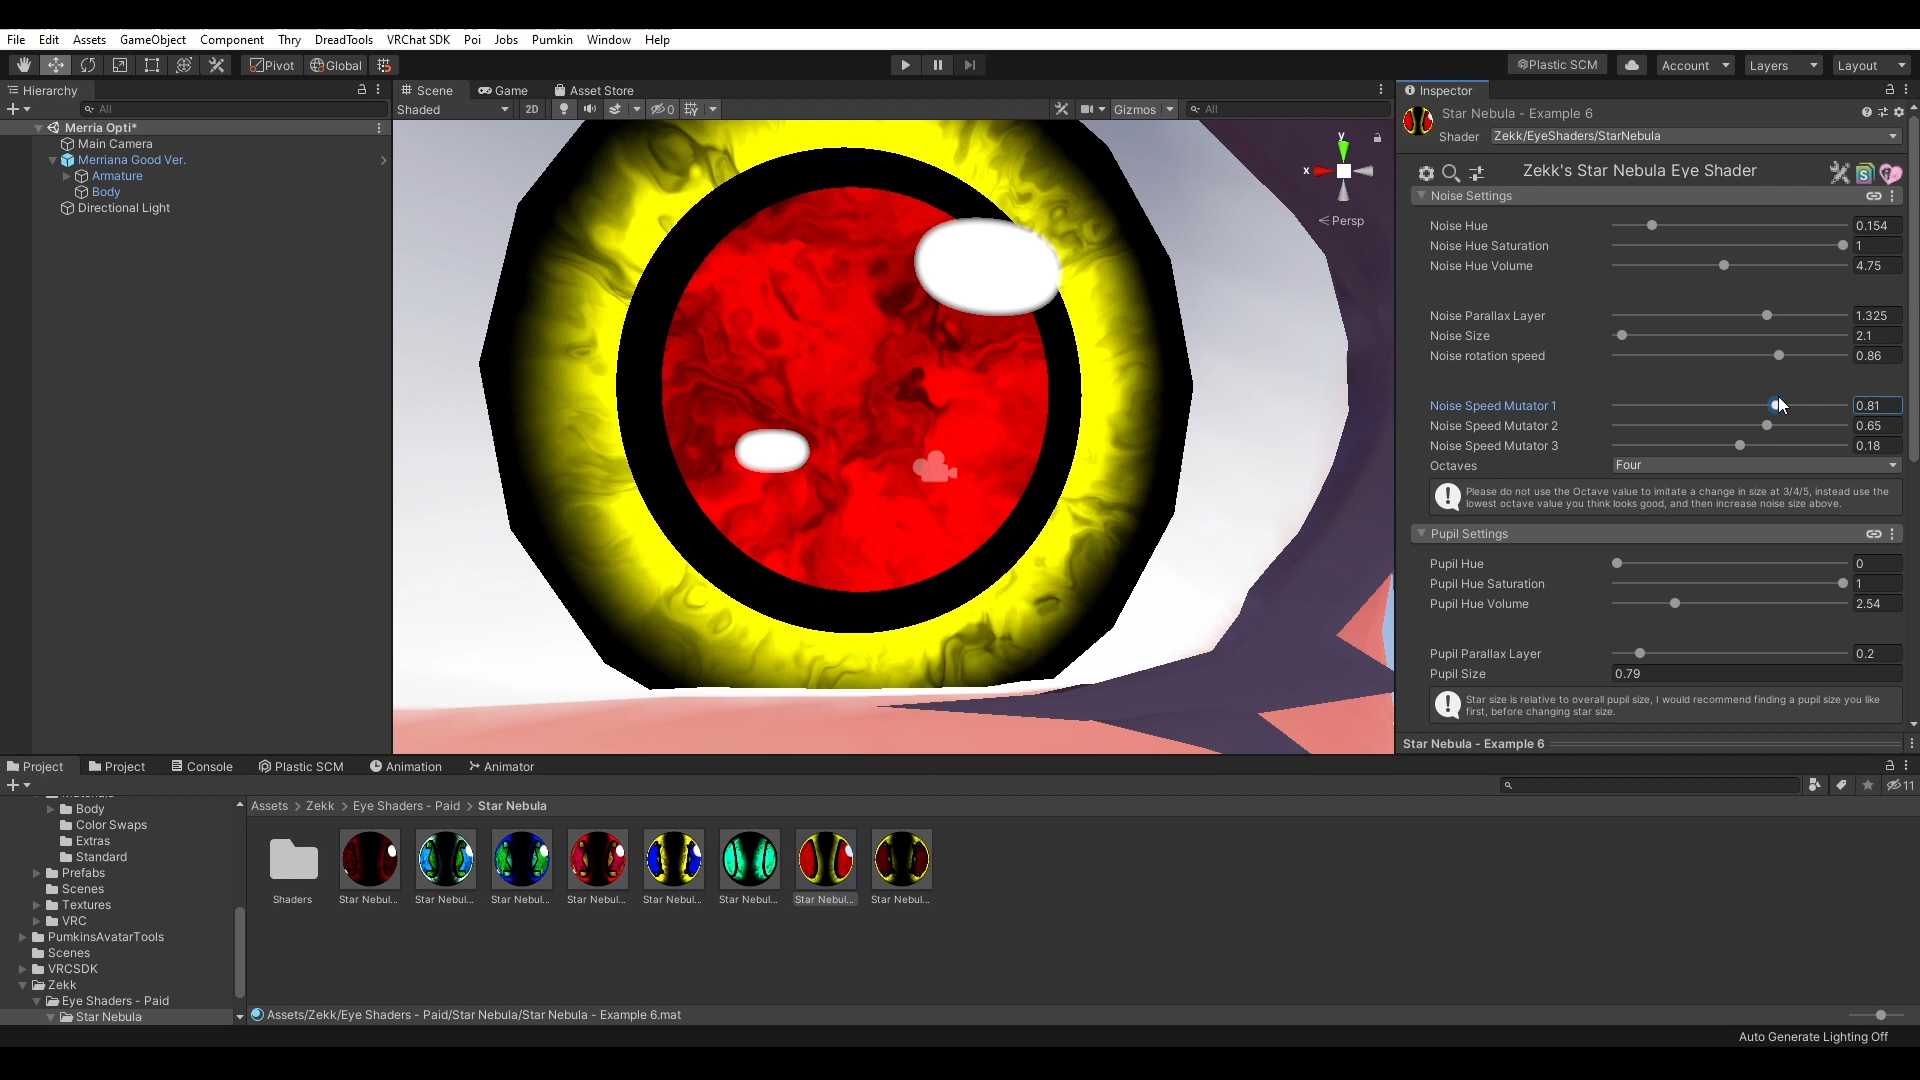 File Edit Assets GameObject Component Thry DreadTools VRChat SDK Poi Jobs Pumkin Window Help
Pivot Global Plastic SCM Account Layers Layout
Hierarchy
All
Merria Opti*
Main Camera
Merriana Good Ver.
Armature
Body
Directional Light
Scene Game Asset Store
Shaded 2D 0 Gizmos All
y
x
Persp
Inspector
Star Nebula - Example 6
Shader Zekk/EyeShaders/StarNebula
Zekk's Star Nebula Eye Shader
Noise Settings
Noise Hue 0.154
Noise Hue Saturation 1
Noise Hue Volume 4.75
Noise Parallax Layer 1.325
Noise Size 2.1
Noise rotation speed 0.86
Noise Speed Mutator 1 0.81
Noise Speed Mutator 2 0.65
Noise Speed Mutator 3 0.18
Octaves Four
Please do not use the Octave value to imitate a change in size at 3/4/5, instead use the
lowest octave value you think looks good, and then increase noise size above.
Pupil Settings
Pupil Hue 0
Pupil Hue Saturation 1
Pupil Hue Volume 2.54
Pupil Parallax Layer 0.2
Pupil Size 0.79
Star size is relative to overall pupil size, I would recommend finding a pupil size you like
first, before changing star size.
Star Nebula - Example 6
Project Project Console Plastic SCM Animation Animator
11
Body
Color Swaps
Extras
Standard
Prefabs
Scenes
Textures
VRC
PumkinsAvatarTools
Scenes
VRCSDK
Zekk
Eye Shaders - Paid
Star Nebula
Assets > Zekk > Eye Shaders - Paid > Star Nebula
Shaders Star Nebul... Star Nebul... Star Nebul... Star Nebul... Star Nebul... Star Nebul... Star Nebul... Star Nebul...
Assets/Zekk/Eye Shaders - Paid/Star Nebula/Star Nebula - Example 6.mat
Auto Generate Lighting Off